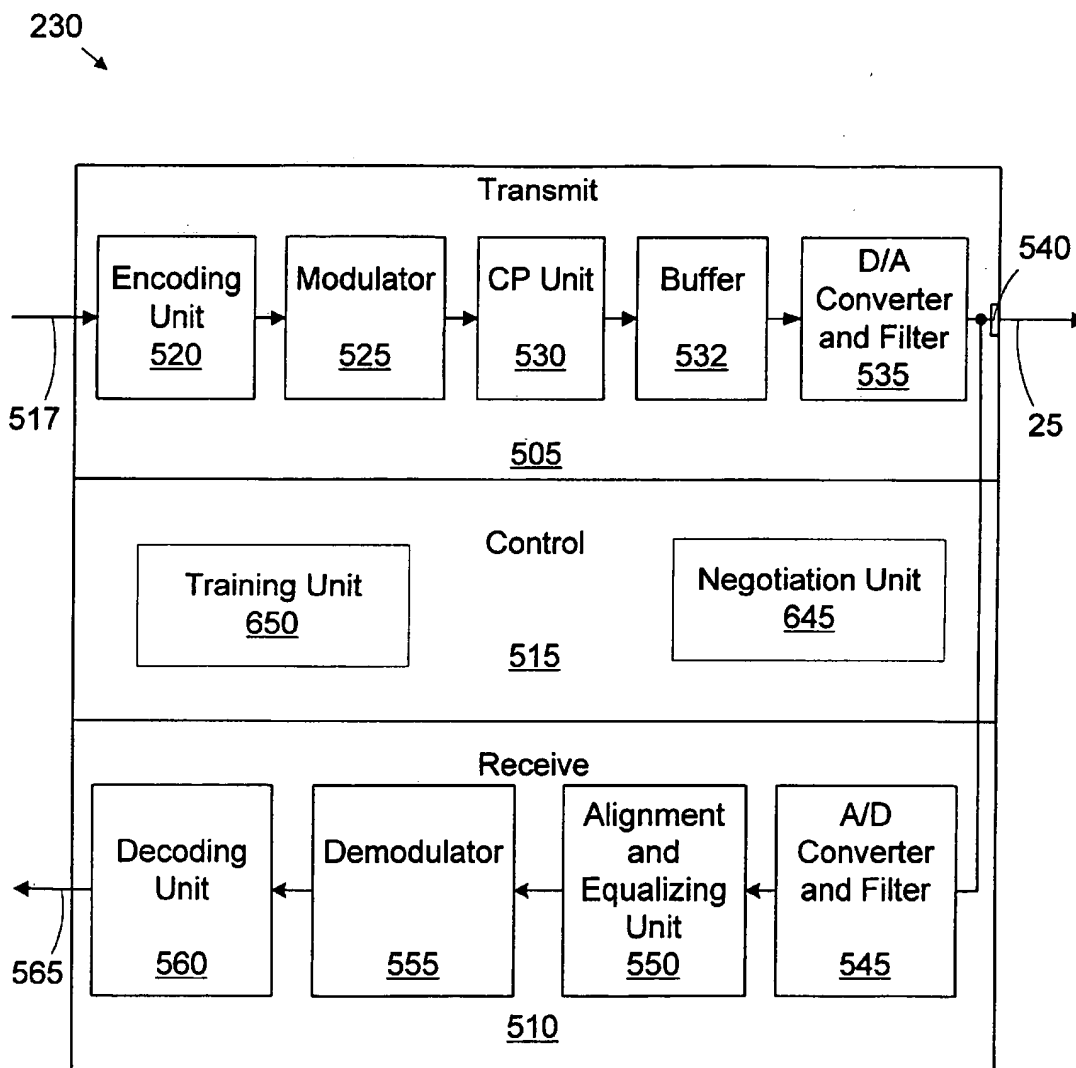 230
Transmit
540
Encoding
Unit
520
Modulator
525
CP Unit
530
Buffer
532
D/A
Converter
and Filter
535
517
25
505
Control
Training Unit
650
Negotiation Unit
645
515
Receive
Decoding
Unit
560
Demodulator
555
Alignment
and
Equalizing
Unit
550
A/D
Converter
and Filter
545
565
510